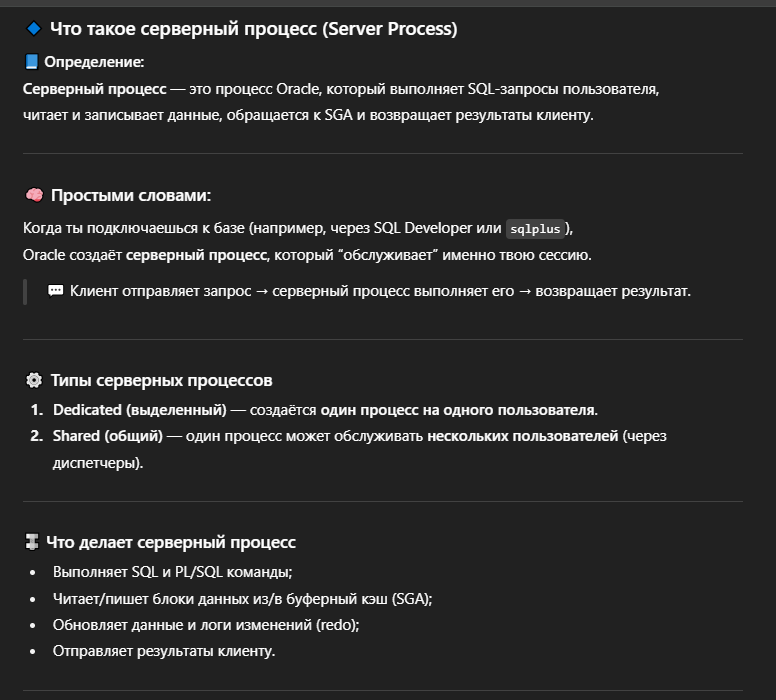 Что такое серверный процесс (Server Process)
Определение:
Серверный процесс — это процесс Oracle, который выполняет SQL-запросы пользователя,
читает и записывает данные, обращается к SGA и возвращает результаты клиенту.
Простыми словами:
Когда ты подключаешься к базе (например, через SQL Developer или sqlplus),
Oracle создаёт серверный процесс, который “обслуживает” именно твою сессию.
Клиент отправляет запрос → серверный процесс выполняет его → возвращает результат.
Типы серверных процессов
1. Dedicated (выделенный) — создаётся один процесс на одного пользователя.
2. Shared (общий) — один процесс может обслуживать нескольких пользователей (через
диспетчеры).
Что делает серверный процесс
• Выполняет SQL и PL/SQL команды;
• Читает/пишет блоки данных из/в буферный кэш (SGA);
• Обновляет данные и логи изменений (redo);
• Отправляет результаты клиенту.